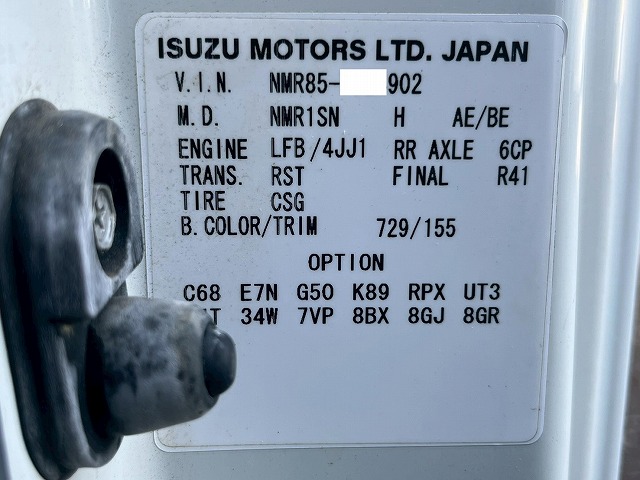 ISUZU MOTORS LTD. JAPAN
V.I.N. NMR85- 902
M.D. NMR1SN H AE/BE
ENGINE LFB/4JJ1 RR AXLE 6CP
TRANS. RST FINAL R41
TIRE CSG
B.COLOR/TRIM 729/155
OPTION
C68 E7N G50 K89 RPX UT3
34W 7VP 8BX 8GJ 8GR